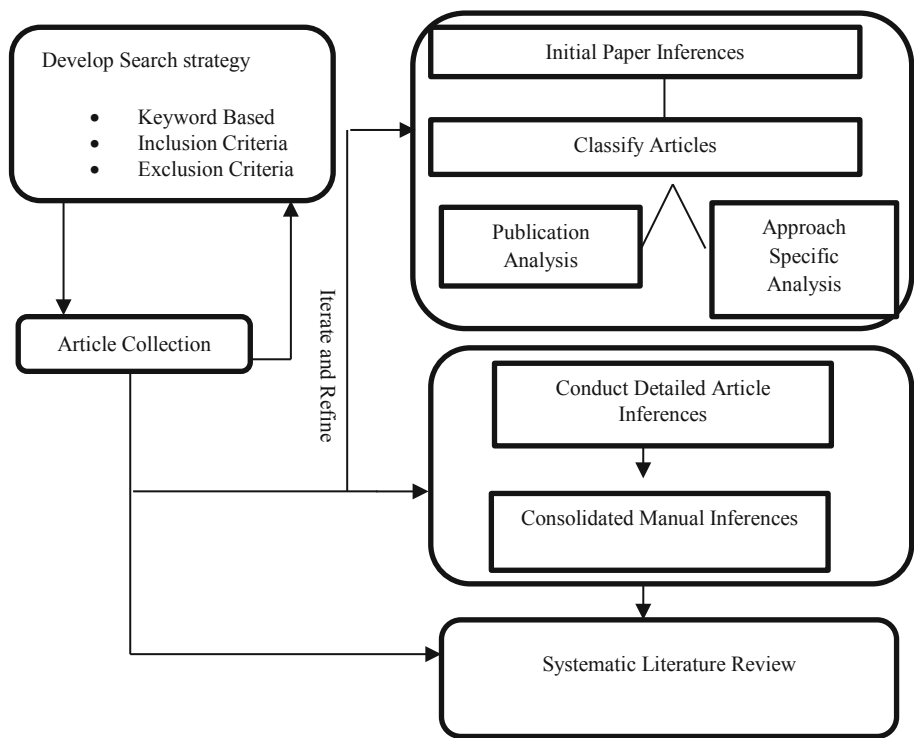 Develop Search strategy
• Keyword Based
• Inclusion Criteria
• Exclusion Criteria
Article Collection
Iterate and Refine
Initial Paper Inferences
Classify Articles
Publication
Analysis
Approach
Specific
Analysis
Conduct Detailed Article
Inferences
Consolidated Manual Inferences
Systematic Literature Review